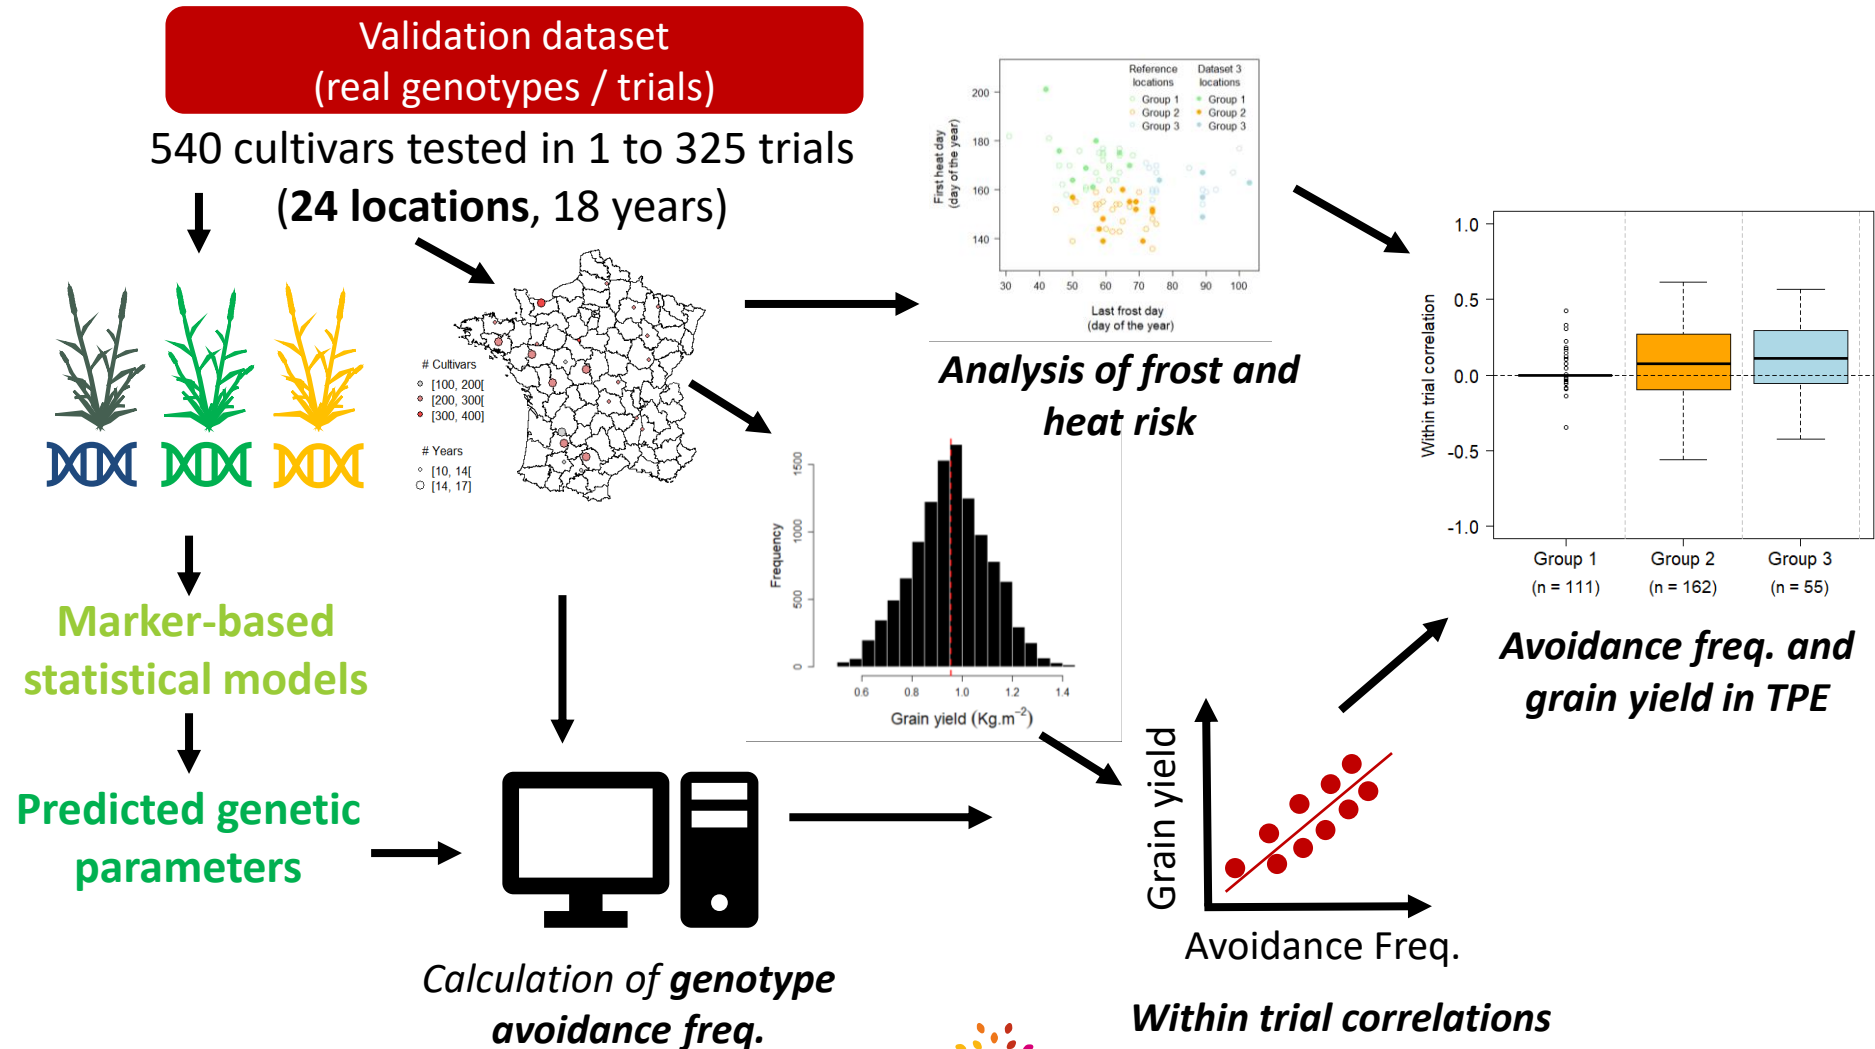 Validation dataset
(real genotypes / trials)
540 cultivars tested in 1 to 325 trials
(24 locations, 18 years)
# Cultivars
[100, 200[
[200, 300[
[300, 400]
# Years
[10, 14[
[14, 17]
Marker-based
statistical models
Predicted genetic
parameters
Calculation of genotype
avoidance freq.
Reference
locations
Group 1
Group 2
Group 3
Dataset 3
locations
Group 1
Group 2
Group 3
First heat day
(day of the year)
200
180
160
140
30 40 50 60 70 80 90 100
Last frost day
(day of the year)
Analysis of frost and
heat risk
Frequency
1500
1000
500
0
0.6 0.8 1.0 1.2 1.4
Grain yield (Kg.m⁻²)
Grain yield
Avoidance Freq.
Within trial correlations
Within trial correlation
1.0
0.5
0.0
-0.5
-1.0
Group 1 Group 2 Group 3
(n = 111) (n = 162) (n = 55)
Avoidance freq. and
grain yield in TPE